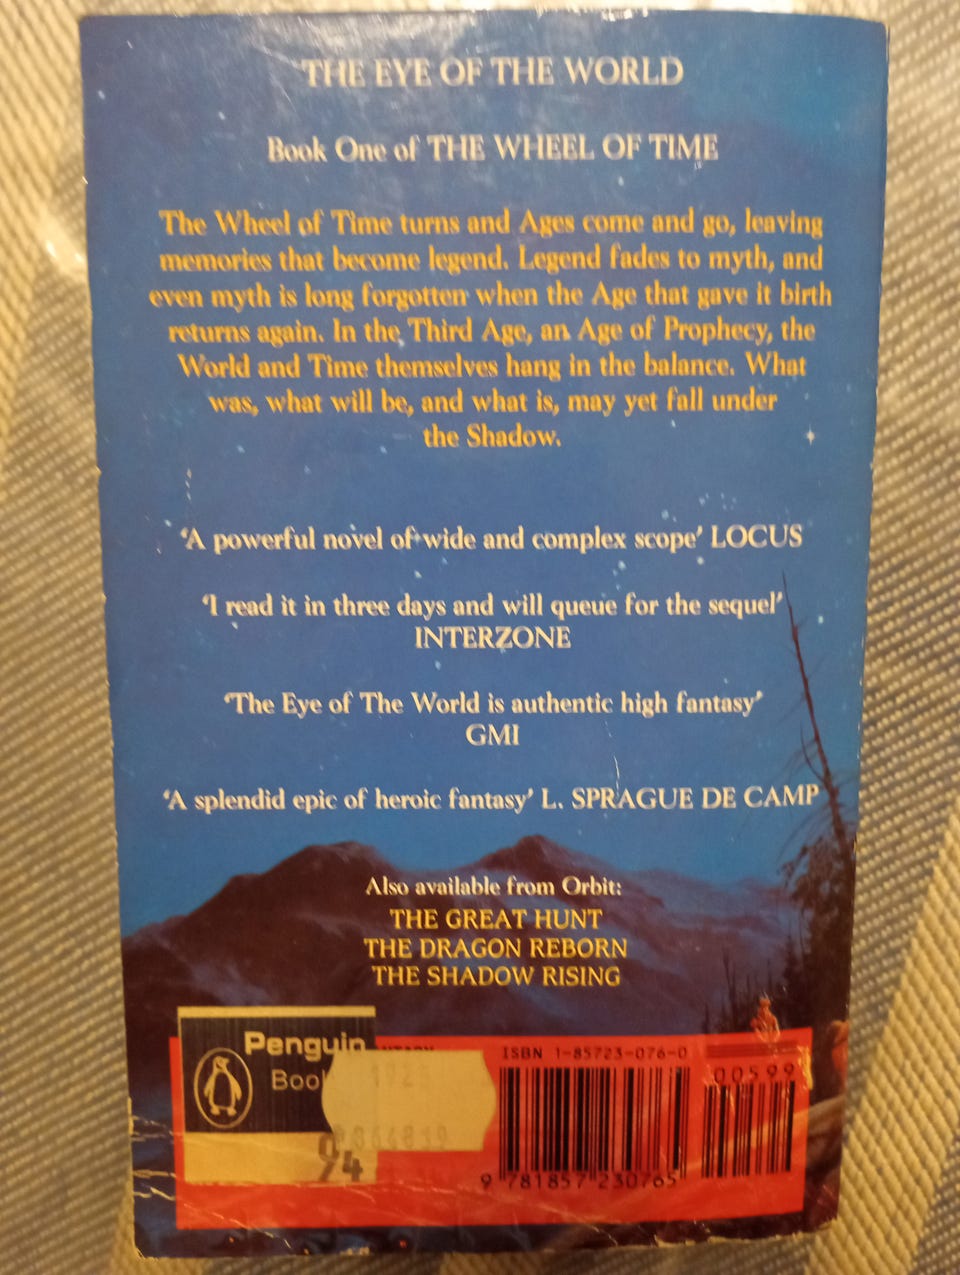 THE EYE OF THE WORLD
Book One of THE WHEEL OF TIME
The Wheel of Time turns and Ages come and go, leaving
memories that become legend. Legend fades to myth, and
even myth is long forgotten when the Age that gave it birth
returns again. In the Third Age, an Age of Prophecy, the
World and Time themselves hang in the balance. What
was, what will be, and what is, may yet fall under
the Shadow.
‘A powerful novel of wide and complex scope’ LOCUS
‘I read it in three days and will queue for the sequel’
INTERZONE
‘The Eye of The World is authentic high fantasy’
GMI
‘A splendid epic of heroic fantasy’ L. SPRAGUE DE CAMP
Also available from Orbit:
THE GREAT HUNT
THE DRAGON REBORN
THE SHADOW RISING
Penguin
ISBN 1-85723-076-0
00599
94
9 781857 230765